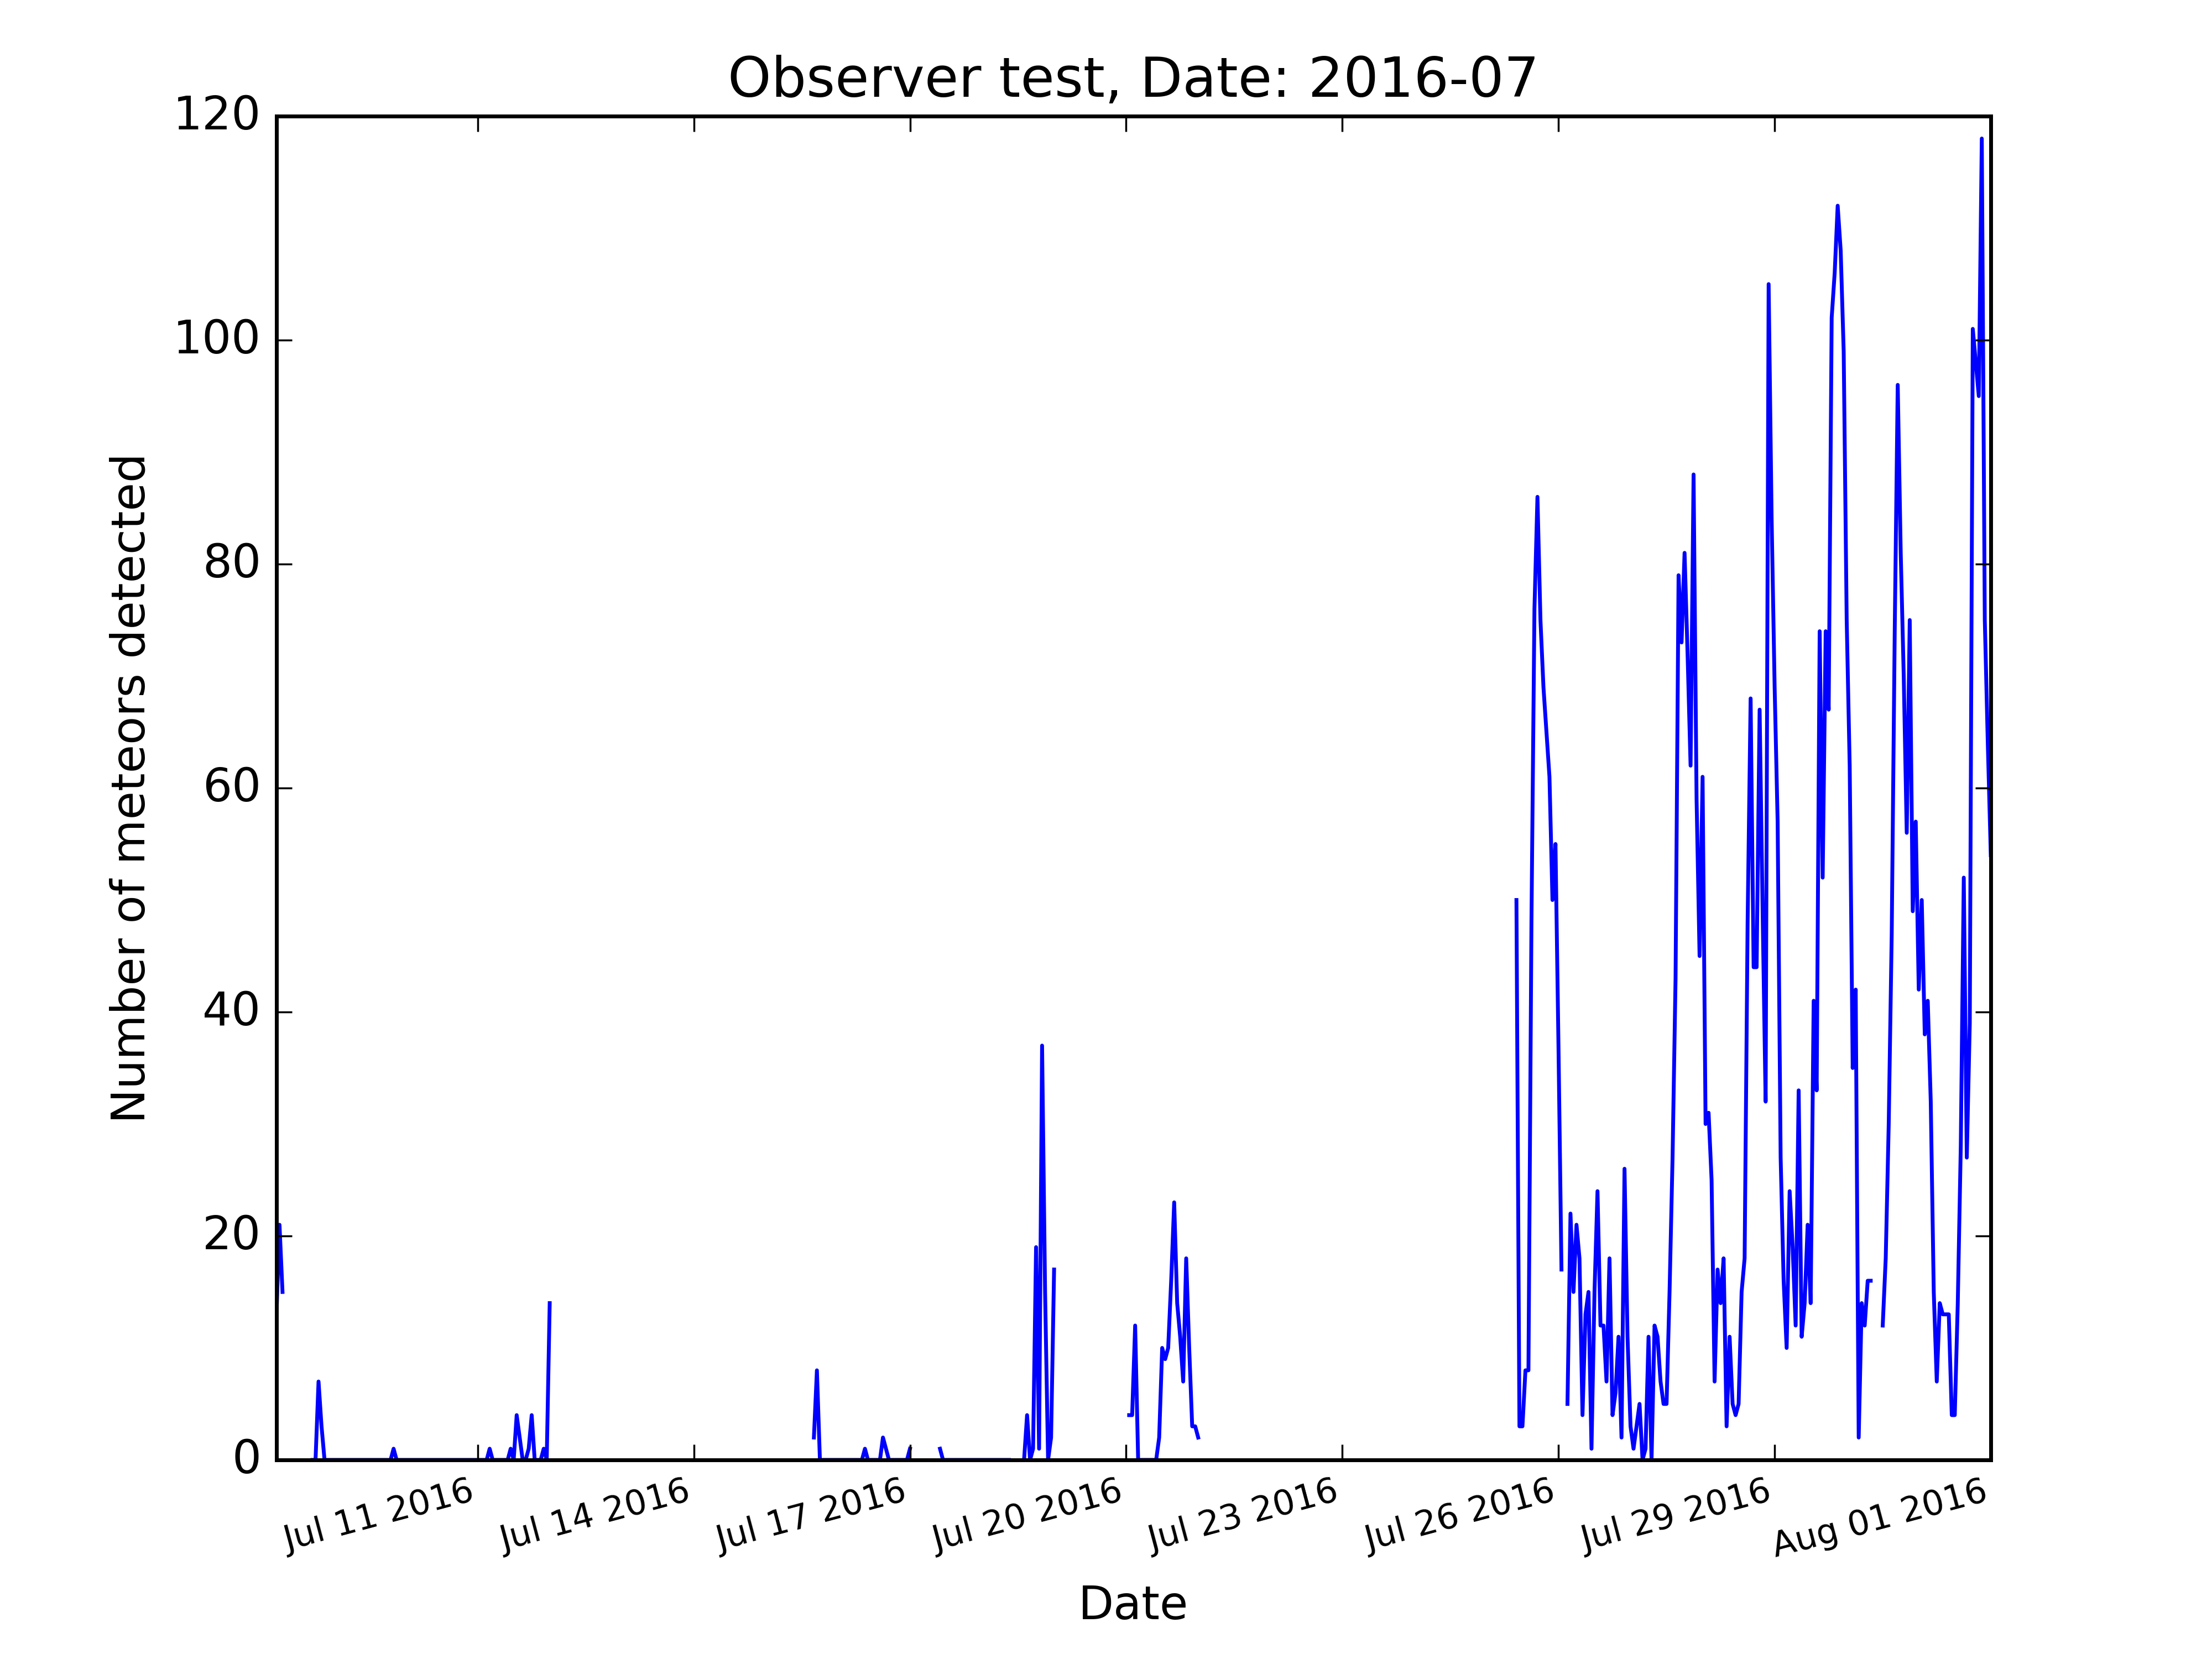 Observer test, Date: 2016-07
120
100
80
60
40
20
0
Number of meteors detected
Jul 11 2016
Jul 14 2016
Jul 17 2016
Jul 20 2016
Jul 23 2016
Jul 26 2016
Jul 29 2016
Aug 01 2016
Date